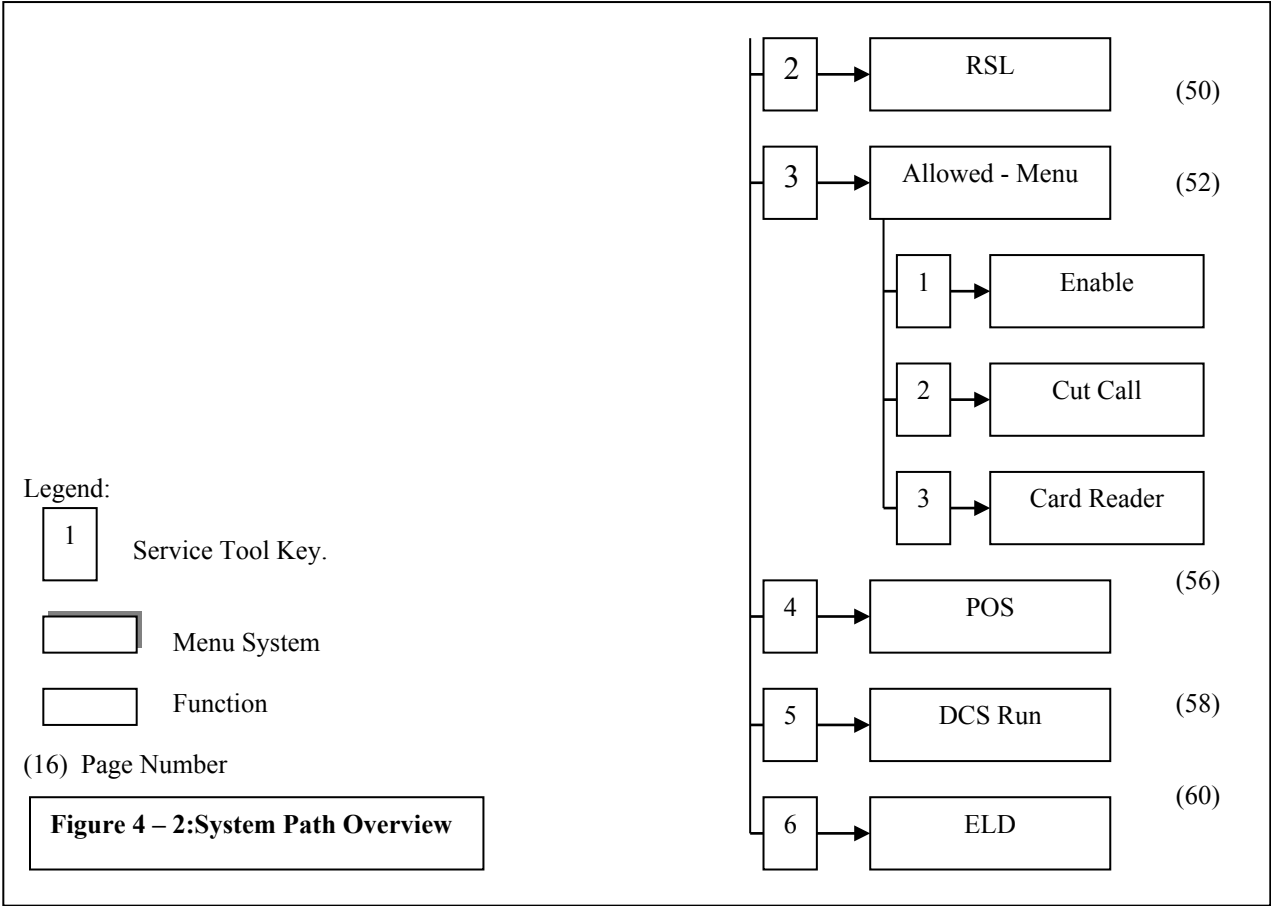 2 RSL
(50)
3 Allowed - Menu (52)
1 Enable
2 Cut Call
3 Card Reader
(56)
4 POS
5 DCS Run (58)
(60)
6 ELD
Legend:
1 Service Tool Key.
Menu System
Function
(16) Page Number
Figure 4 – 2:System Path Overview